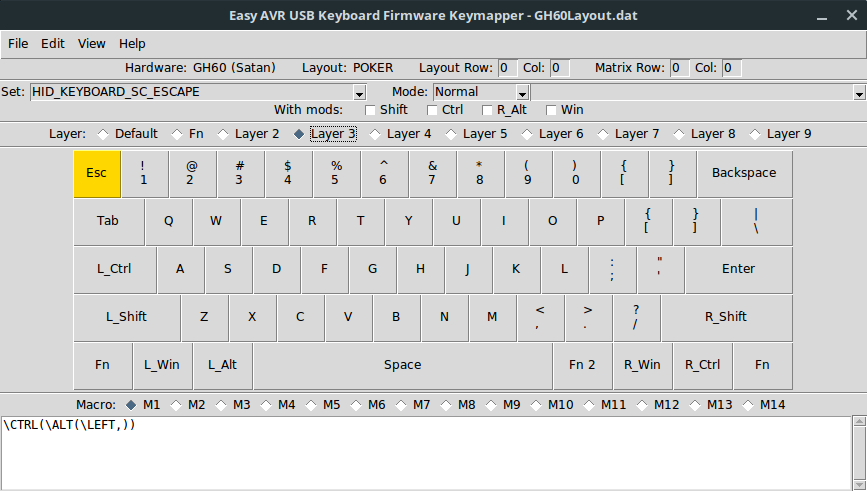 Easy AVR USB Keyboard Firmware Keymapper - GH60Layout.dat
File Edit View Help
Hardware: GH60 (Satan) Layout: POKER Layout Row: 0 Col: 0 Matrix Row: 0 Col: 0
Set: HID_KEYBOARD_SC_ESCAPE Mode: Normal
With mods: Shift Ctrl R_Alt Win
Layer: Default Fn Layer 2 Layer 3 Layer 4 Layer 5 Layer 6 Layer 7 Layer 8 Layer 9
! @ # $ % ^ & * ( ) { }
Esc 1 2 3 4 5 6 7 8 9 0 [ ] Backspace
{ } |
Tab Q W E R T Y U I O P [ ] \
: "
L_Ctrl A S D F G H J K L ; ' Enter
< > ?
L_Shift Z X C V B N M , . / R_Shift
Fn L_Win L_Alt Space Fn 2 R_Win R_Ctrl Fn
Macro: M1 M2 M3 M4 M5 M6 M7 M8 M9 M10 M11 M12 M13 M14
\CTRL(\ALT(\LEFT,))